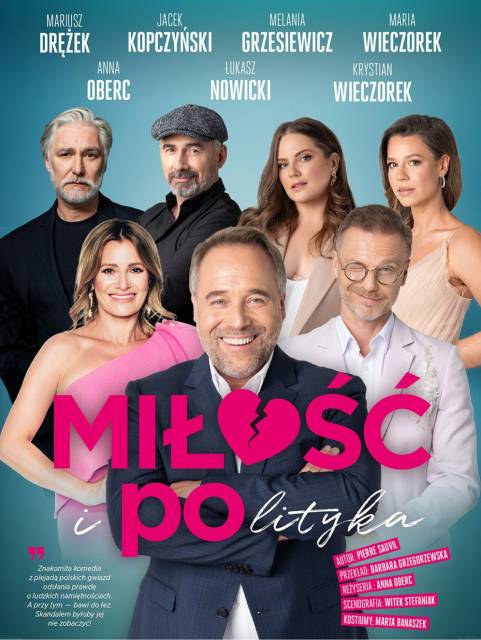 MARIUSZ JACEK MELANIA MARIA
DRĘŻEK KOPCZYŃSKI GRZESIEWICZ WIECZOREK
ANNA ŁUKASZ KRYSTIAN
OBERC NOWICKI WIECZOREK
MIŁOŚĆ
i polityka
"
Znakomita komedia
z plejadą polskich gwiazd
odsłania prawdę
o ludzkich namiętnościach.
A przy tym — bawi do łez.
Skandalem byłoby jej
nie zobaczyć!
AUTOR: PIERRE SAUVIL
PRZEKŁAD: BARBARA GRZEGORZEWSKA
REŻYSERIA: ANNA OBERC
SCENOGRAFIA: WITEK STEFANIAK
KOSTIUMY: MARTA BANASZEK